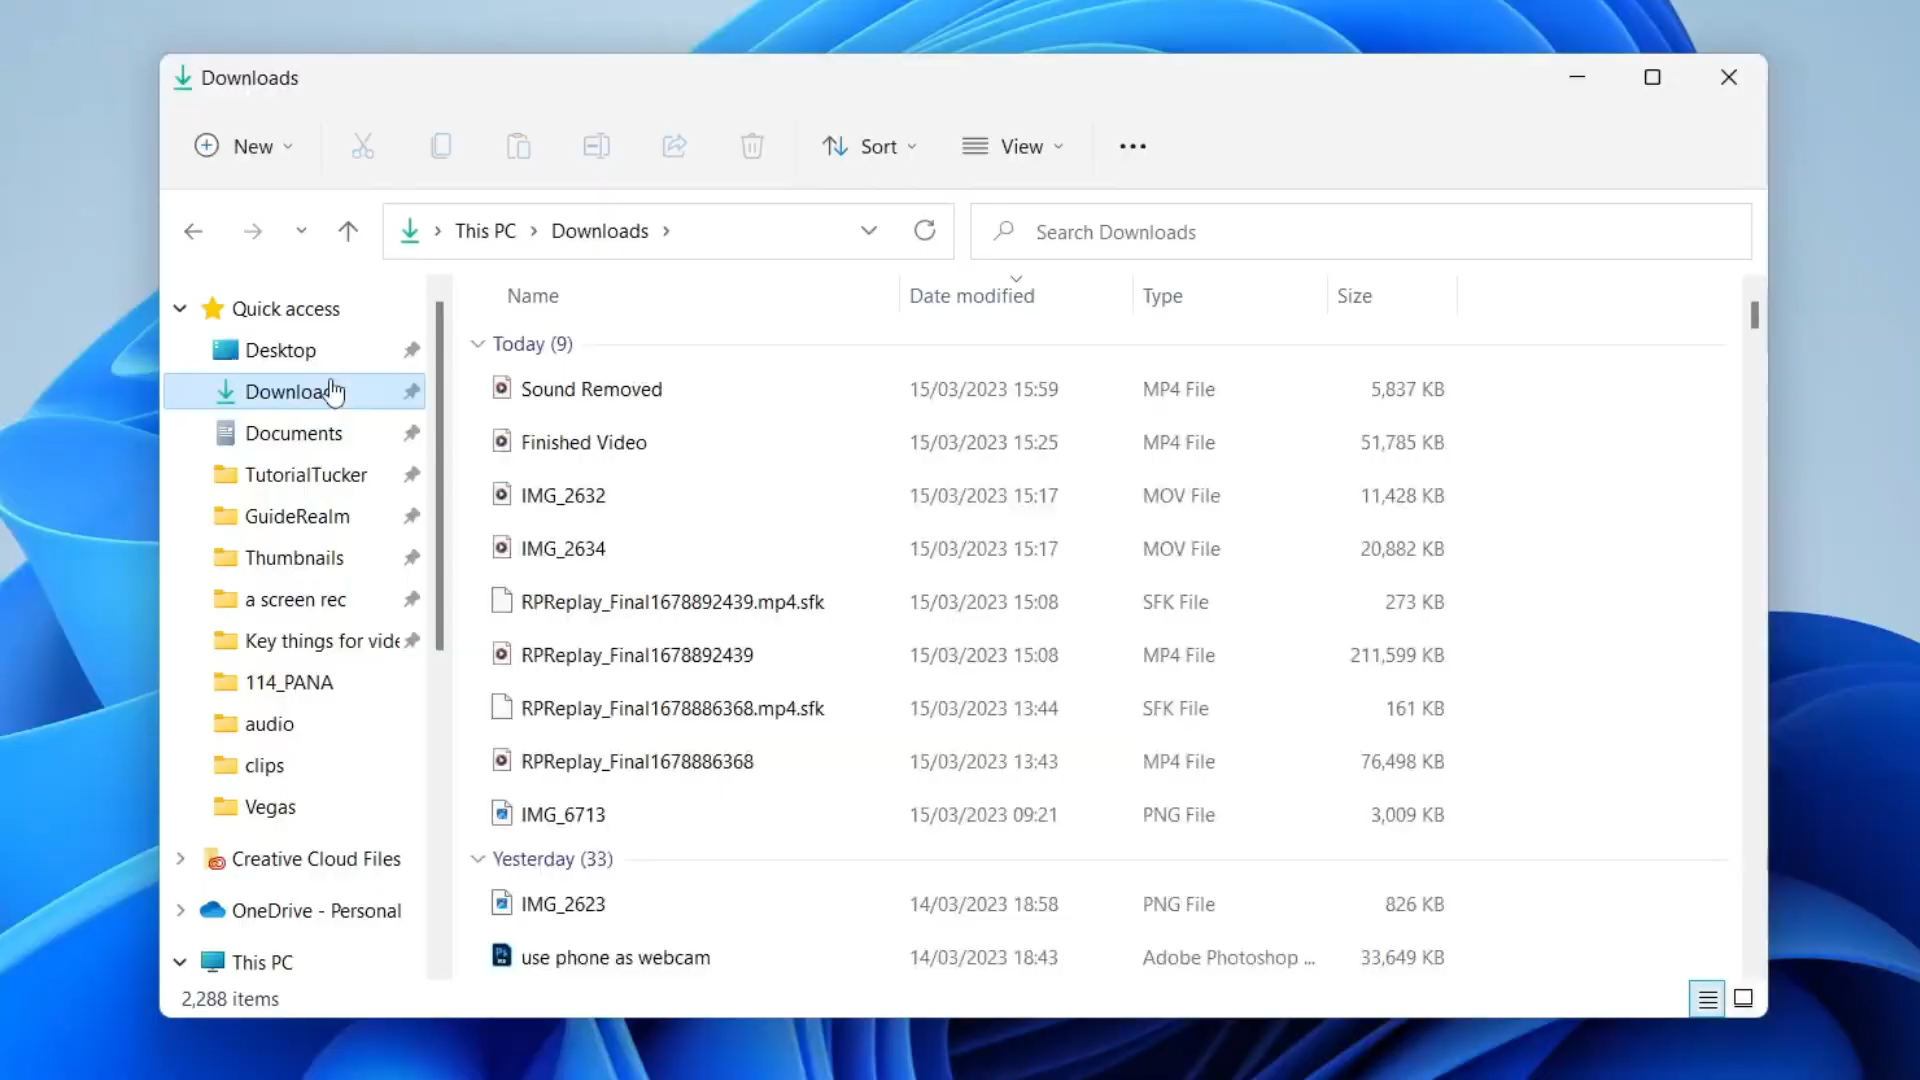 Downloads
New Sort View
This PC Downloads Search Downloads
Name Date modified Type Size
Quick access
Desktop
Documents
TutorialTucker
GuideRealm
Thumbnails
a screen rec
Key things for vide
114_PANA
audio
clips
Vegas
Creative Cloud Files
OneDrive - Personal
This PC
Today (9)
Sound Removed 15/03/2023 15:59 MP4 File 5,837 KB
Finished Video 15/03/2023 15:25 MP4 File 51,785 KB
IMG_2632 15/03/2023 15:17 MOV File 11,428 KB
IMG_2634 15/03/2023 15:17 MOV File 20,882 KB
RPReplay_Final1678892439.mp4.sfk 15/03/2023 15:08 SFK File 273 KB
RPReplay_Final1678892439 15/03/2023 15:08 MP4 File 211,599 KB
RPReplay_Final1678886368.mp4.sfk 15/03/2023 13:44 SFK File 161 KB
RPReplay_Final1678886368 15/03/2023 13:43 MP4 File 76,498 KB
IMG_6713 15/03/2023 09:21 PNG File 3,009 KB
Yesterday (33)
IMG_2623 14/03/2023 18:58 PNG File 826 KB
use phone as webcam 14/03/2023 18:43 Adobe Photoshop ... 33,649 KB
2,288 items